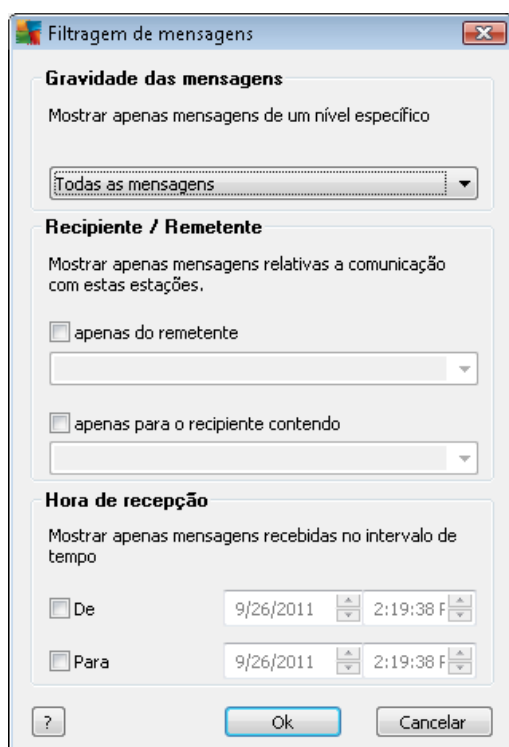 Filtragem de mensagens
Gravidade das mensagens
Mostrar apenas mensagens de um nível específico
Todas as mensagens
Recipiente / Remetente
Mostrar apenas mensagens relativas a comunicação
com estas estações.
apenas do remetente
apenas para o recipiente contendo
Hora de recepção
Mostrar apenas mensagens recebidas no intervalo de
tempo
De 9/26/2011 2:19:38 F
Para 9/26/2011 2:19:38 F
? Ok Cancelar